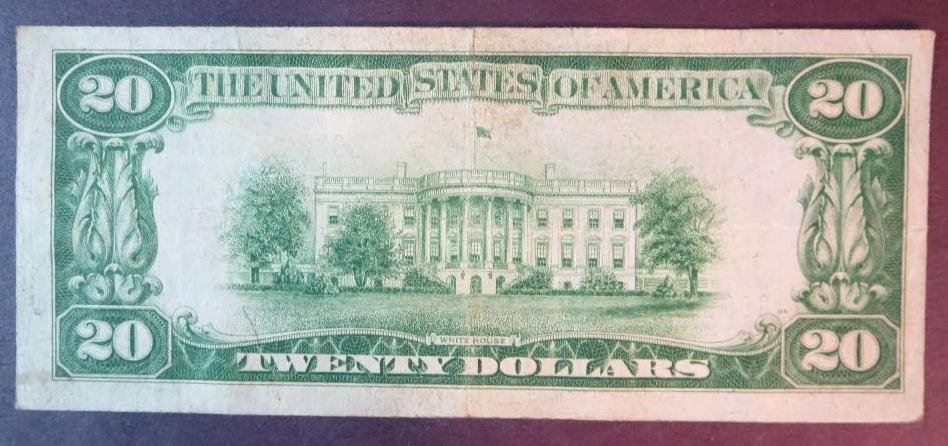 20 THE UNITED STATES OF AMERICA 20
WHITE HOUSE
20 TWENTY DOLLARS 20